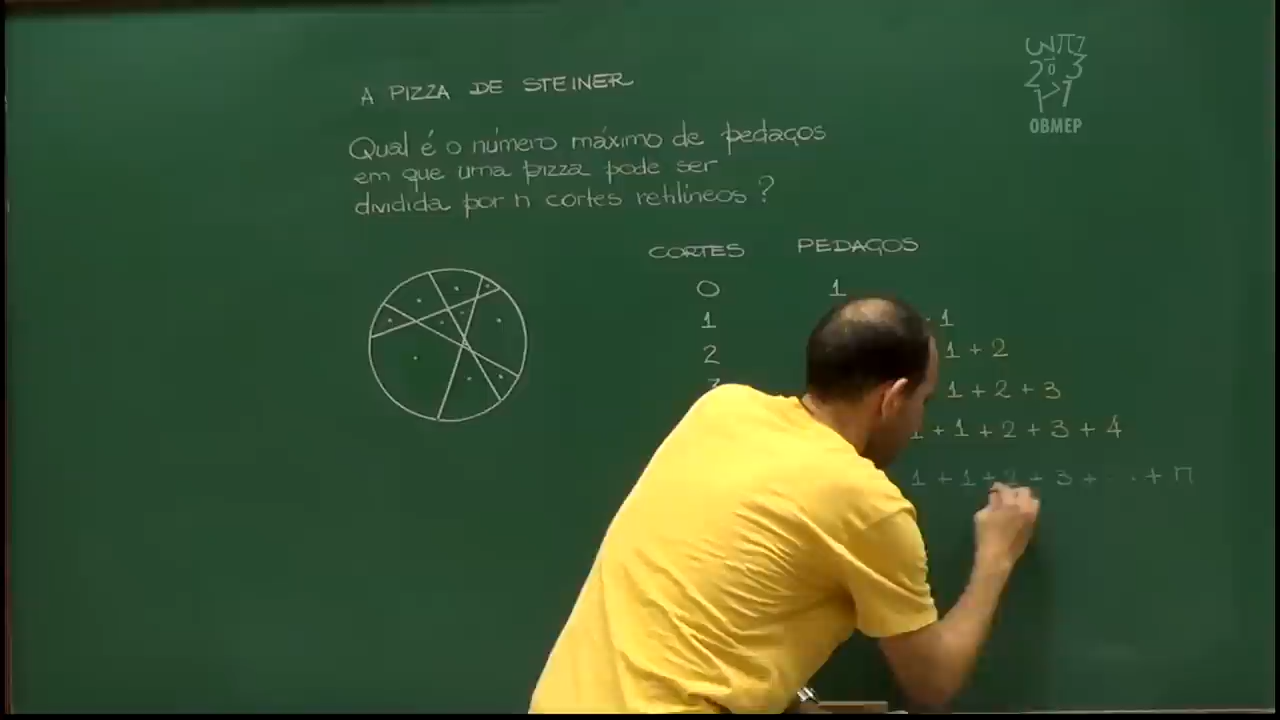 A PIZZA DE STEINER
Qual é o número máximo de pedaços
em que uma pizza pode ser
dividida por n cortes retilíneos ?
CORTES PEDAÇOS
0 1
1 1
2 1 + 2
3 1 + 2 + 3
1 + 1 + 2 + 3 + 4
1 + 1 + 2 + 3 + ... + n
OBMEP